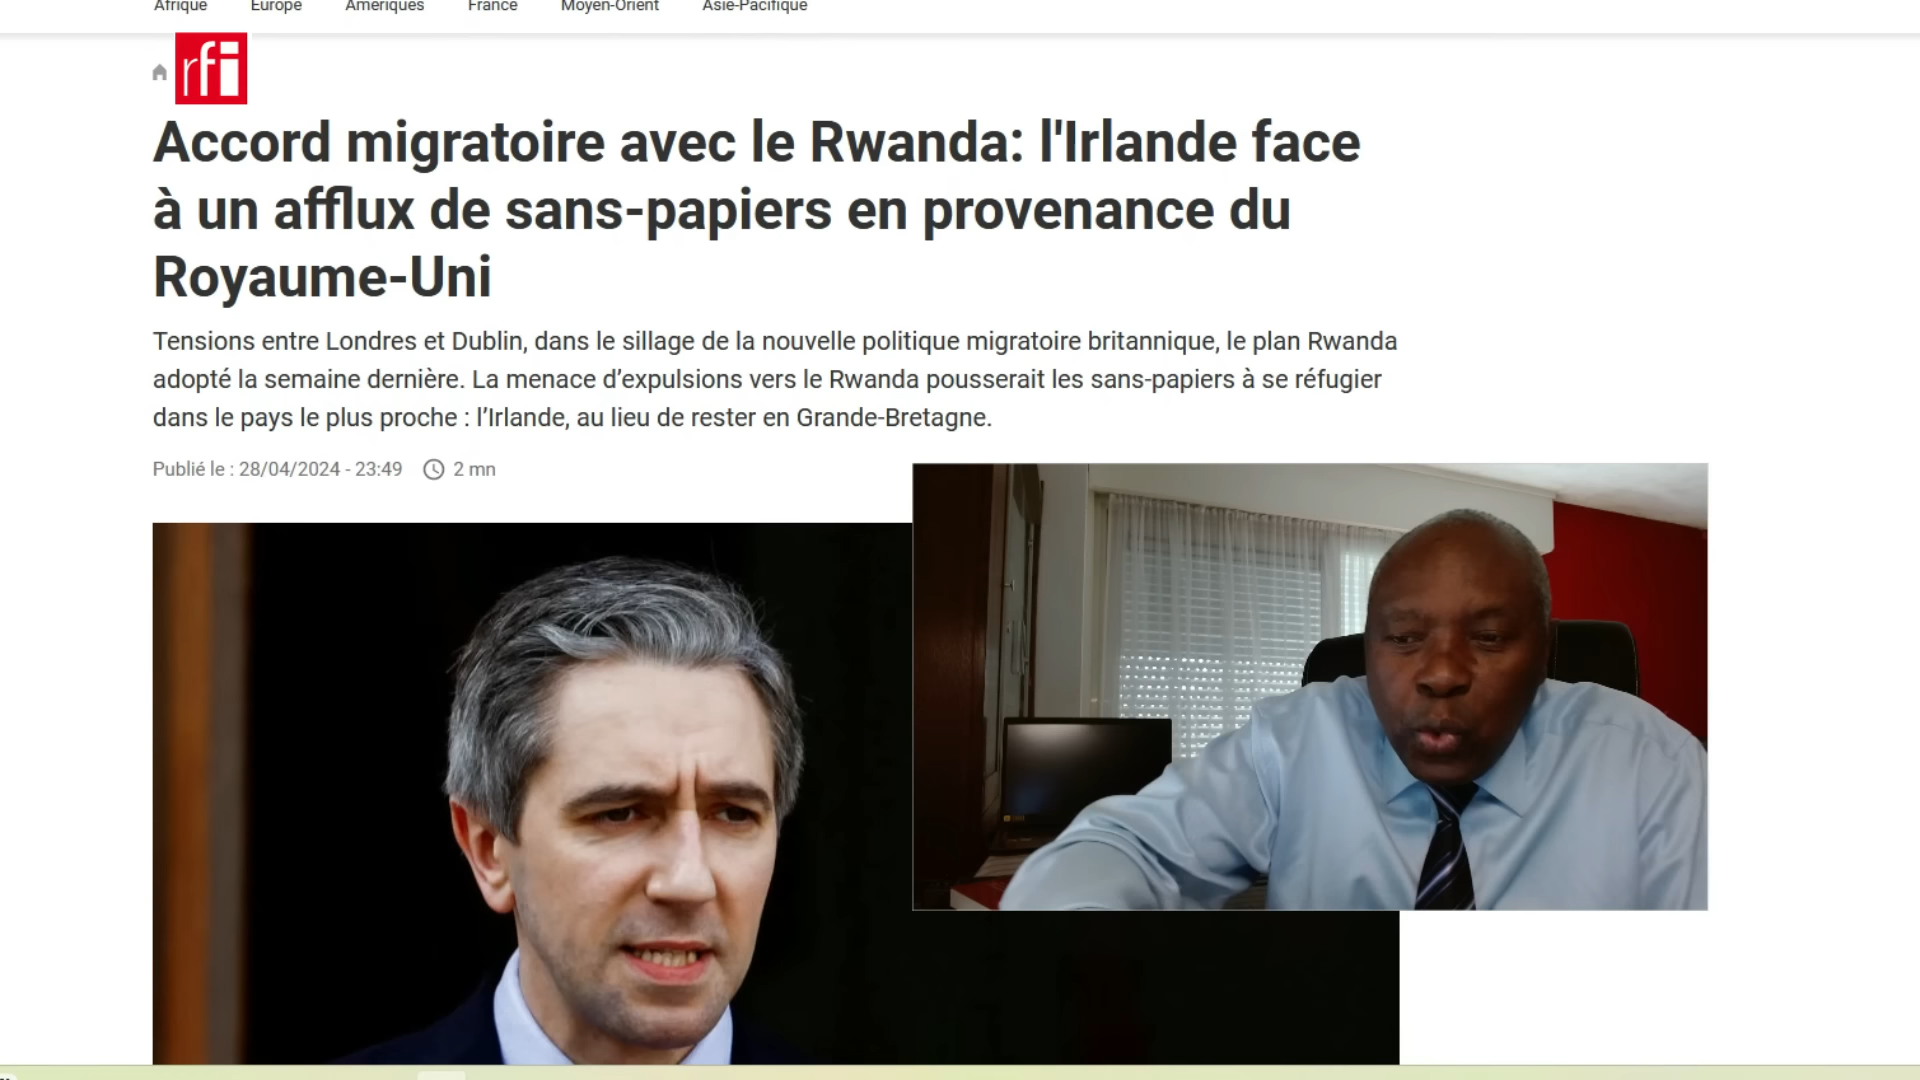 Afrique Europe Amériques France Moyen-Orient Asie-Pacifique
rfi
Accord migratoire avec le Rwanda: l'Irlande face
à un afflux de sans-papiers en provenance du
Royaume-Uni
Tensions entre Londres et Dublin, dans le sillage de la nouvelle politique migratoire britannique, le plan Rwanda
adopté la semaine dernière. La menace d’expulsions vers le Rwanda pousserait les sans-papiers à se réfugier
dans le pays le plus proche : l’Irlande, au lieu de rester en Grande-Bretagne.
Publié le : 28/04/2024 - 23:49 2 mn